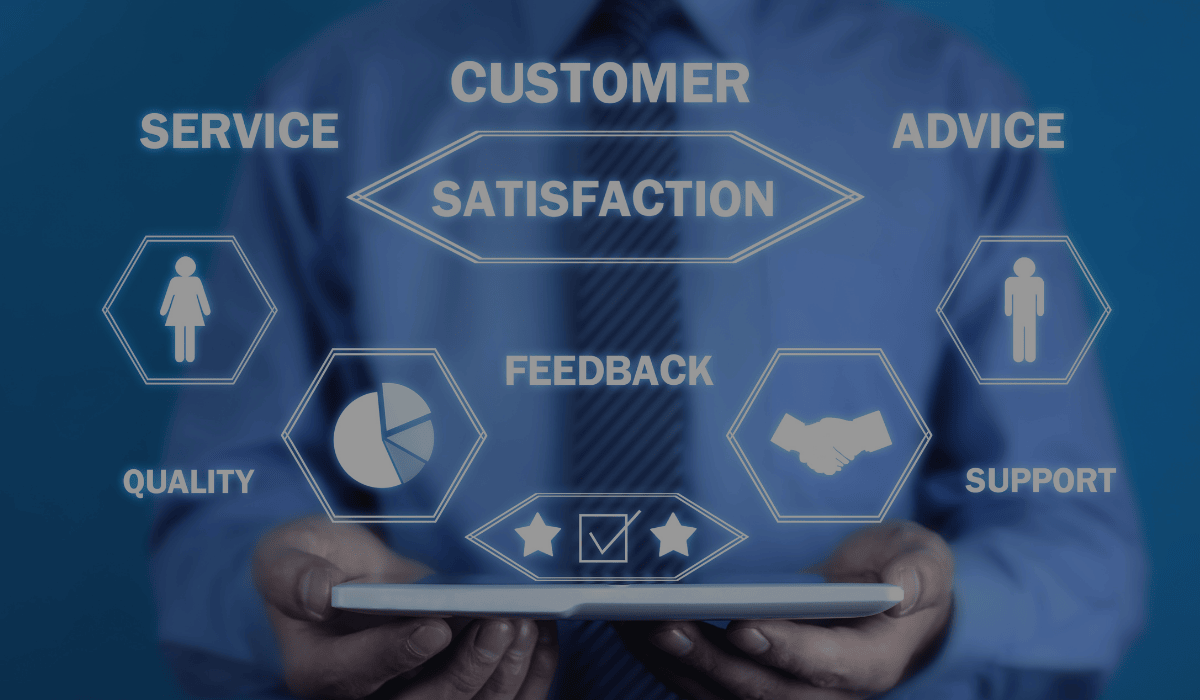 CUSTOMER
SERVICE
ADVICE
SATISFACTION
FEEDBACK
QUALITY
SUPPORT